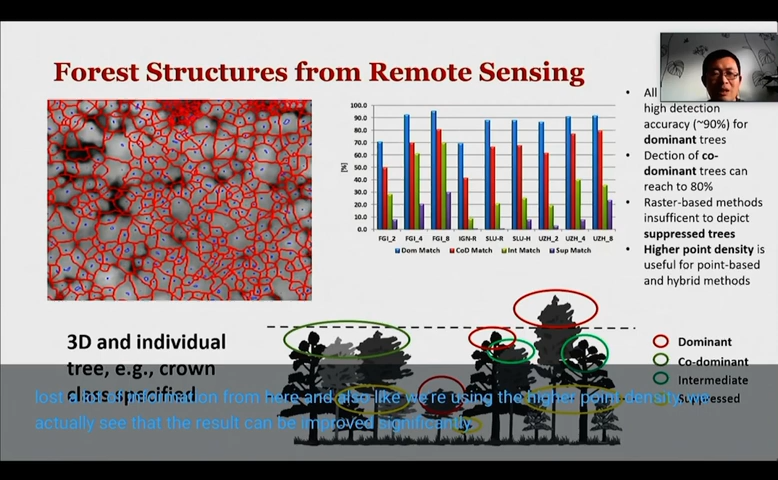 Forest Structures from Remote Sensing
100.0
90.0
80.0
70.0
60.0
50.0
40.0
30.0
20.0
10.0
0.0
[%]
FGI_2 FGI_4 FGI_8 IGN-R SLU-R SLU-H UZH_2 UZH_4 UZH_8
Dom Match CoD Match Int Match Sup Match
• All
high detection
accuracy (~90%) for
dominant trees
• Dection of co-
dominant trees can
reach to 80%
• Raster-based methods
insufficient to depict
suppressed trees
• Higher point density is
useful for point-based
and hybrid methods
3D and individual
tree, e.g., crown
class specified
Dominant
Co-dominant
Intermediate
Suppressed
lost a lot of information from here and also like we're using the higher point density, we
actually see that the result can be improved significantly.